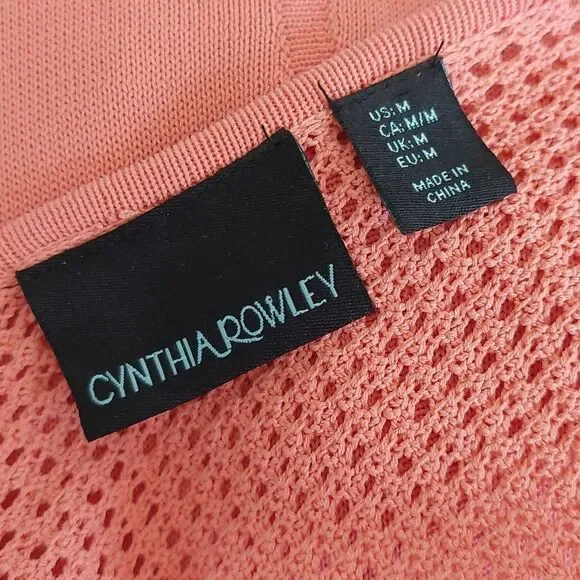 CYNTHIA ROWLEY
US: M
CA: M/M
UK: M
EU: M
MADE IN
CHINA